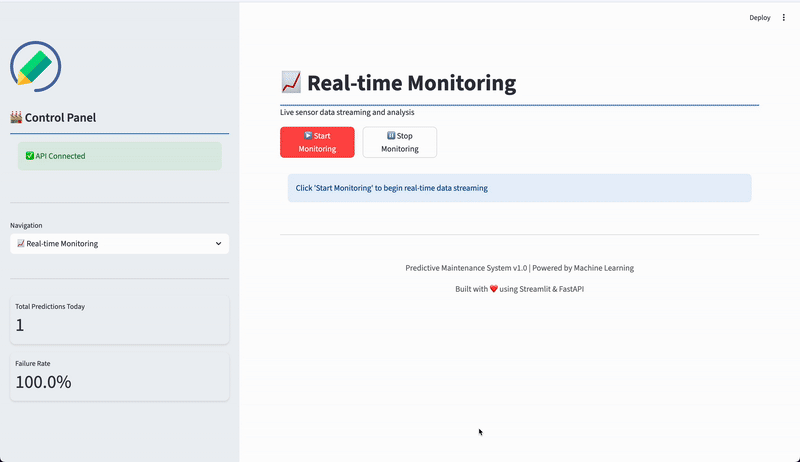 Deploy
Control Panel
✅ API Connected
Navigation
📈 Real-time Monitoring
Total Predictions Today
1
Failure Rate
100.0%
📈 Real-time Monitoring
Live sensor data streaming and analysis
▶️ Start
Monitoring
⏸️ Stop
Monitoring
Click 'Start Monitoring' to begin real-time data streaming
Predictive Maintenance System v1.0 | Powered by Machine Learning
Built with ❤️ using Streamlit & FastAPI